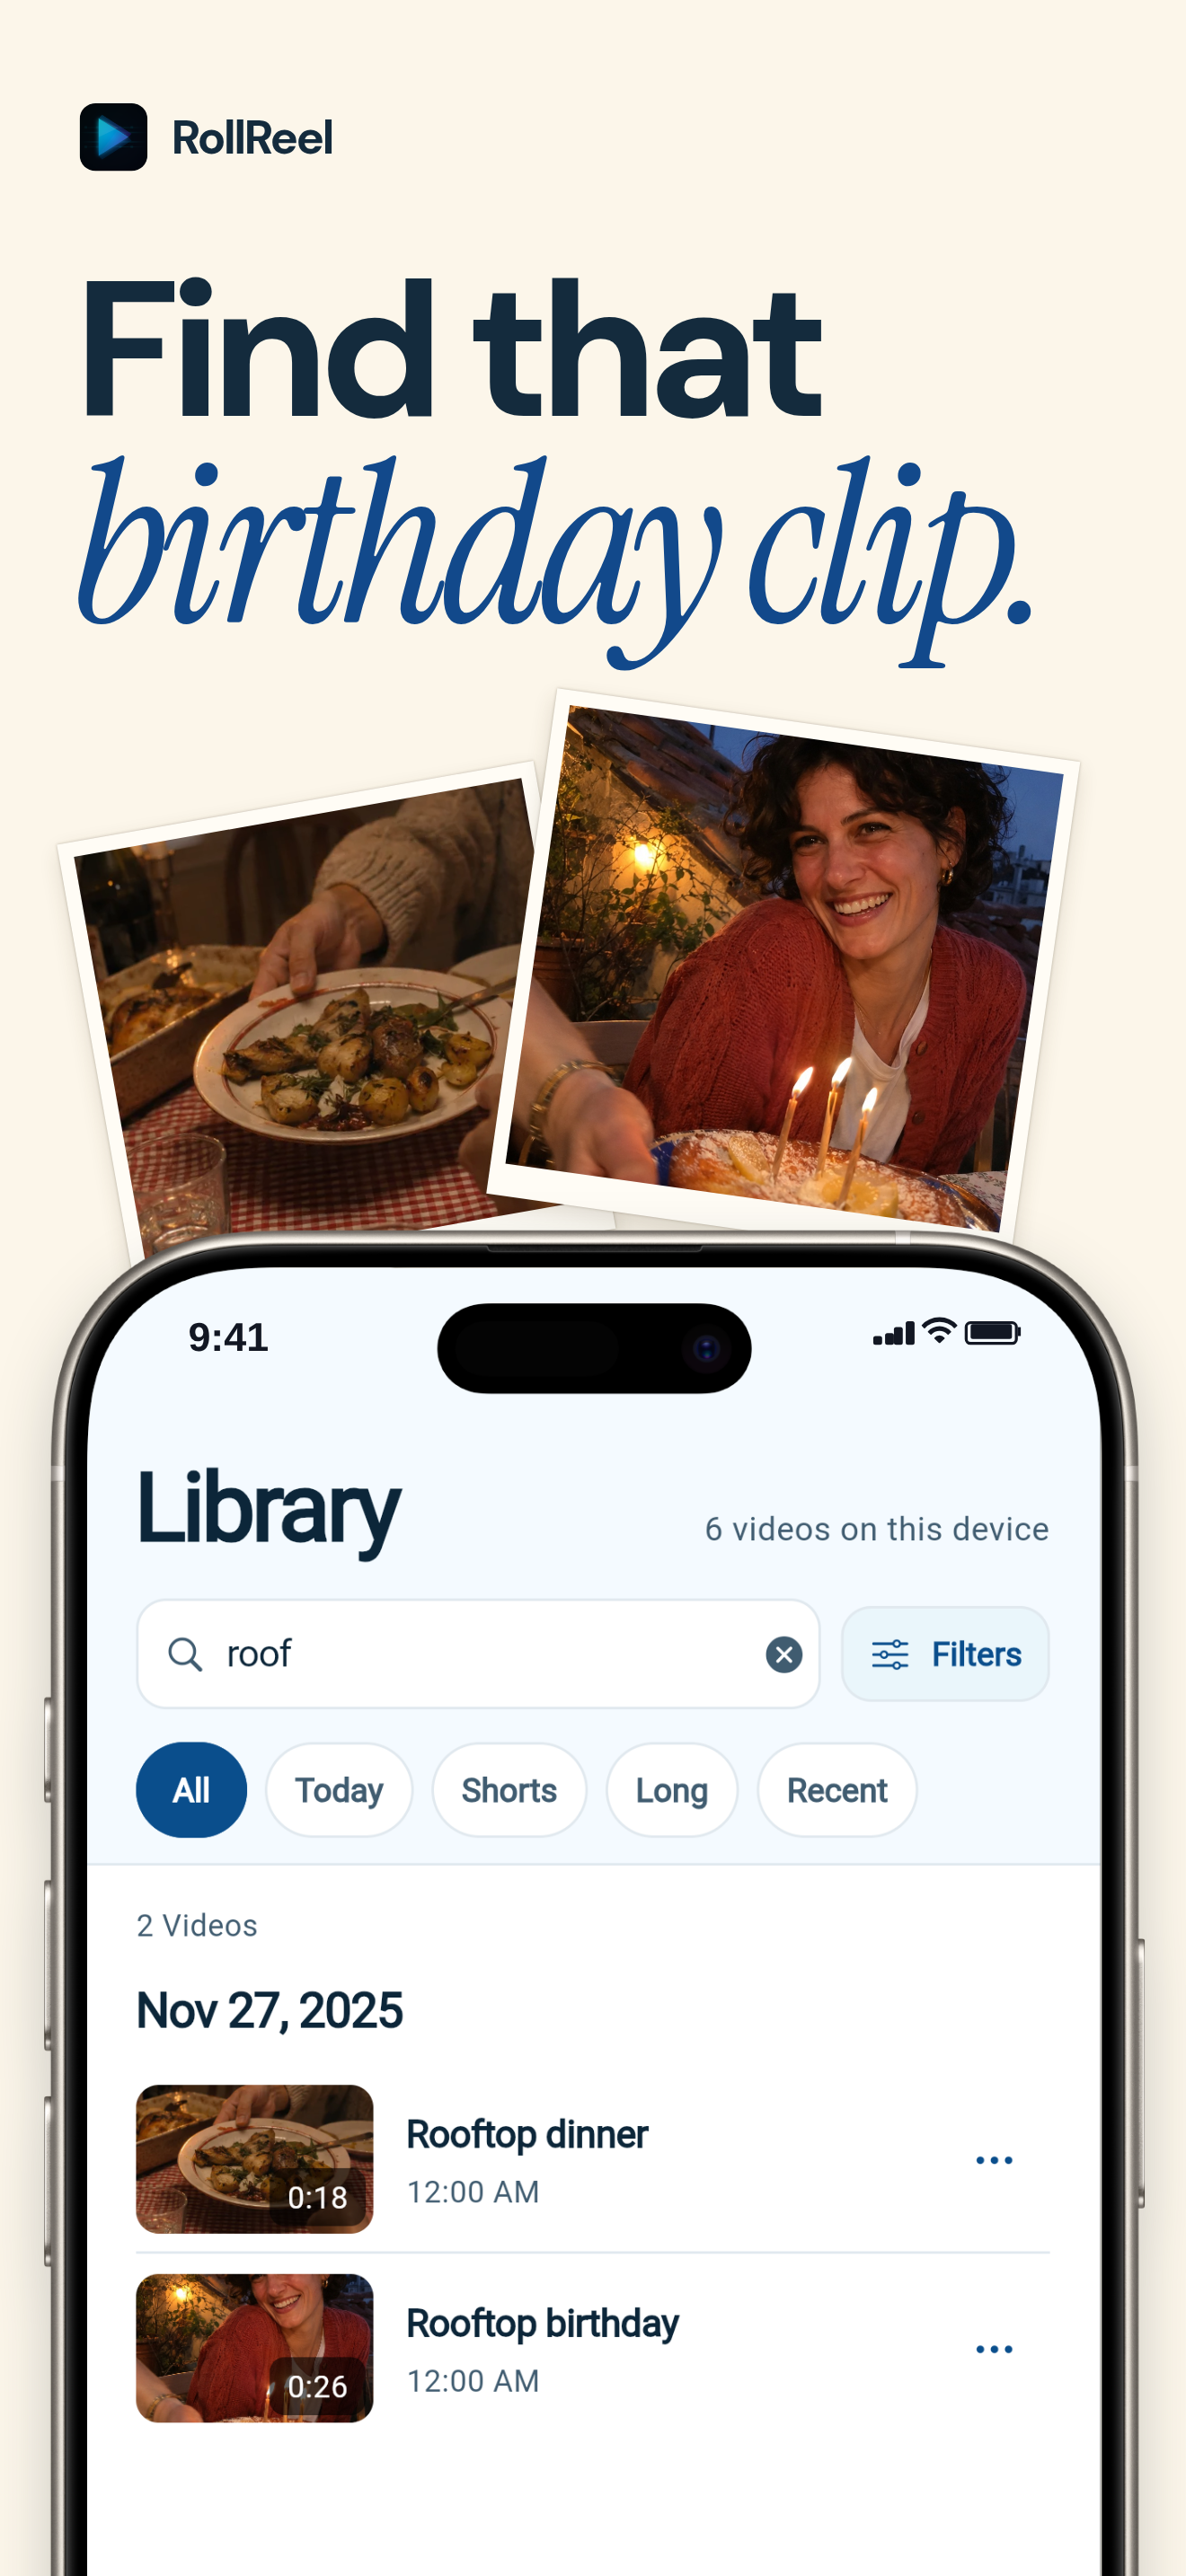 RollReel
Find that
birthday clip.
9:41
Library
6 videos on this device
roof
Filters
All
Today
Shorts
Long
Recent
2 Videos
Nov 27, 2025
0:18
Rooftop dinner
12:00 AM
0:26
Rooftop birthday
12:00 AM